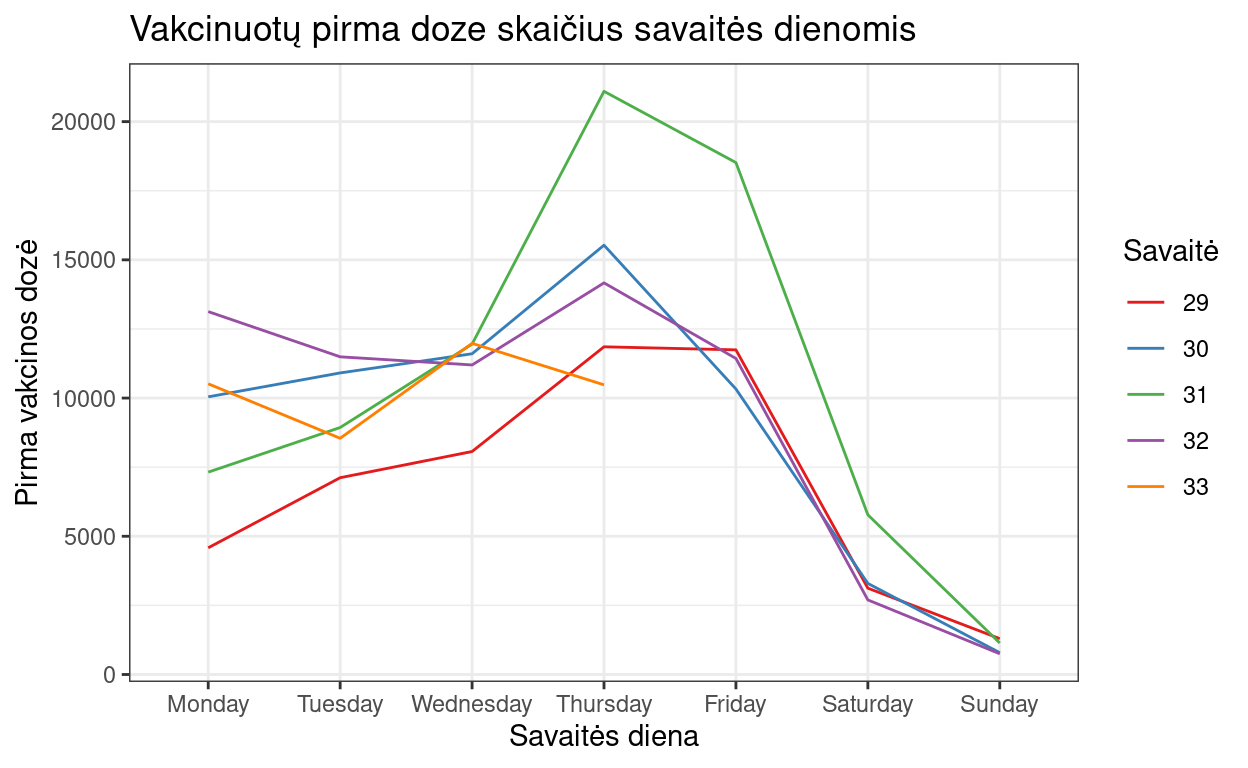 Vakcinuotų pirma doze skaičius savaitės dienomis
Pirma vakcinos dozė
20000
15000
10000
5000
0
Monday Tuesday Wednesday Thursday Friday Saturday Sunday
Savaitės diena
Savaitė
29
30
31
32
33